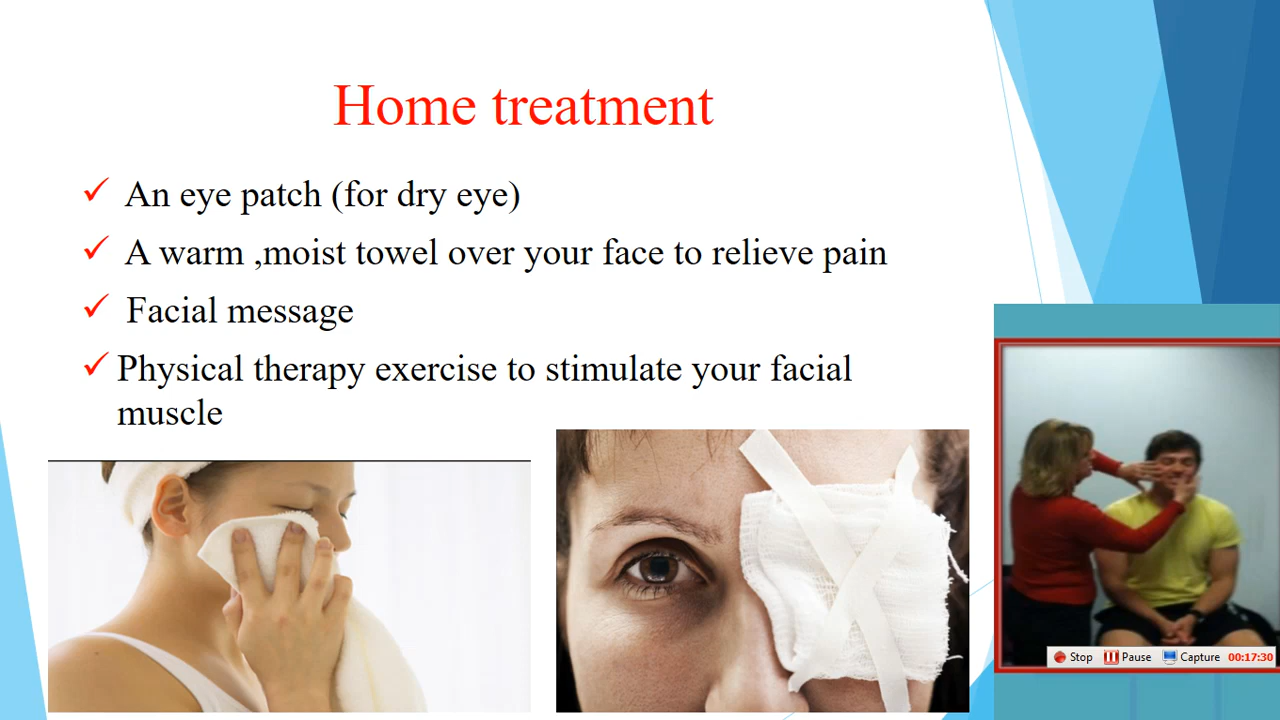 Home treatment
✓ An eye patch (for dry eye)
✓ A warm ,moist towel over your face to relieve pain
✓ Facial message
✓ Physical therapy exercise to stimulate your facial
muscle
Stop Pause Capture 00:17:30